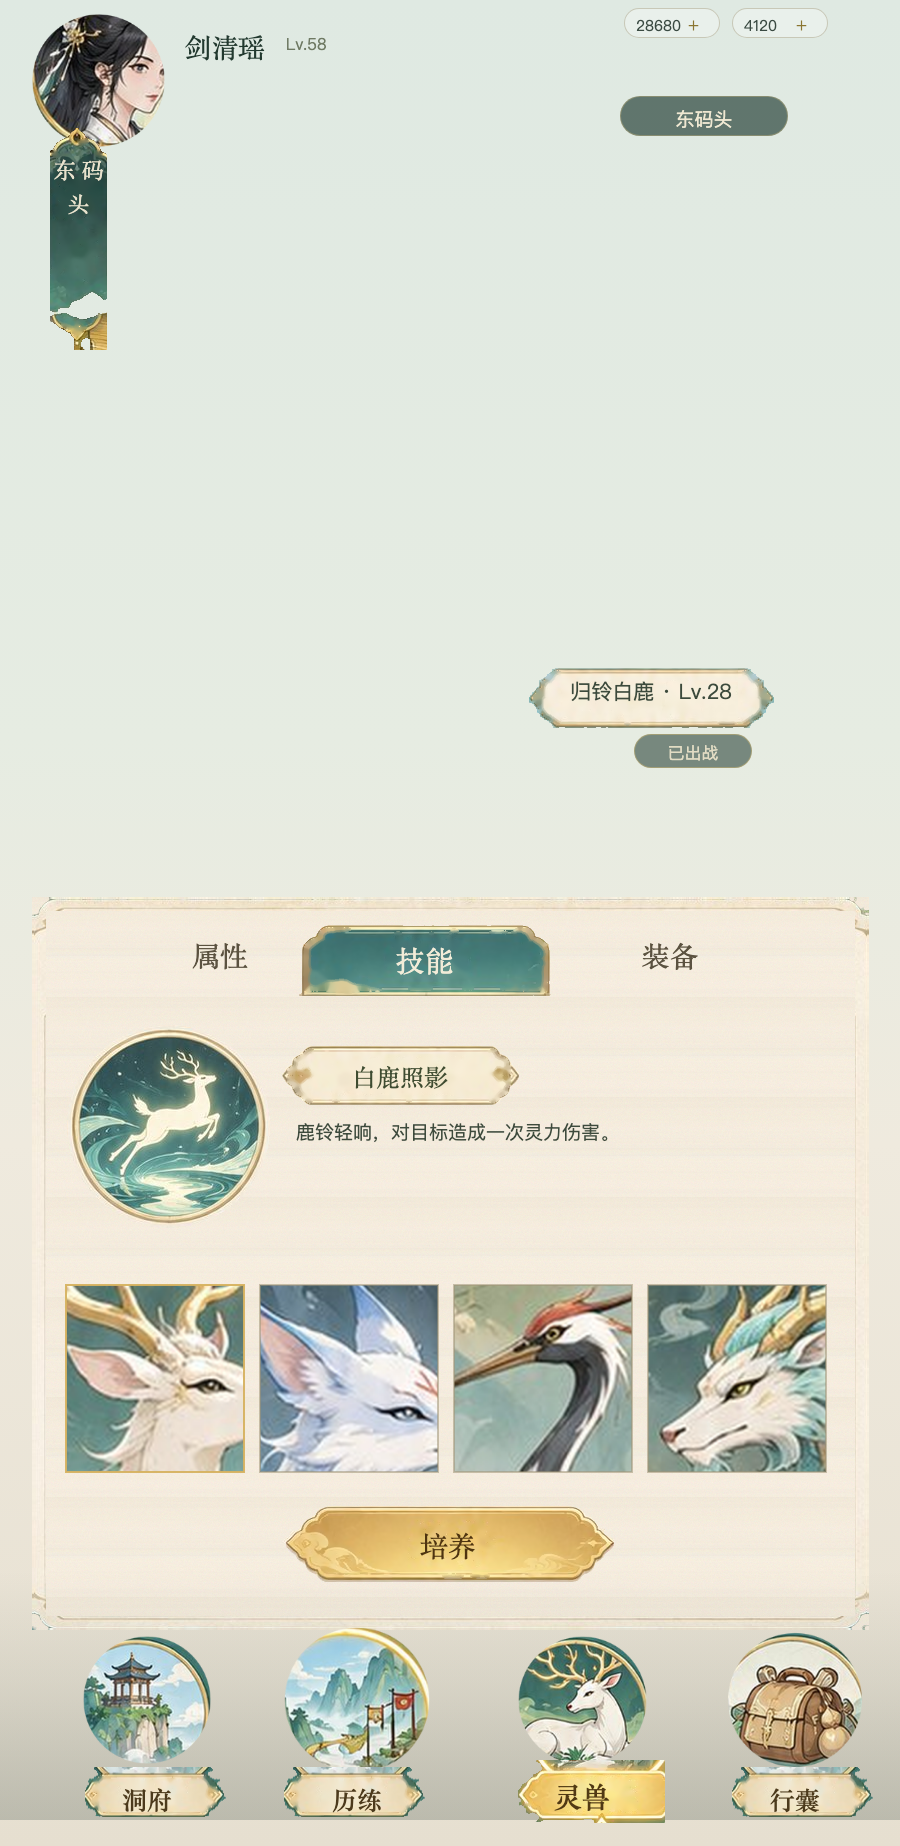 剑清瑶 Lv.58
28680 + 4120 +
东码头
东码
头
归铃白鹿 · Lv.28
已出战
属性 技能 装备
白鹿照影
鹿铃轻响，对目标造成一次灵力伤害。
培养
洞府 历练 灵兽 行囊